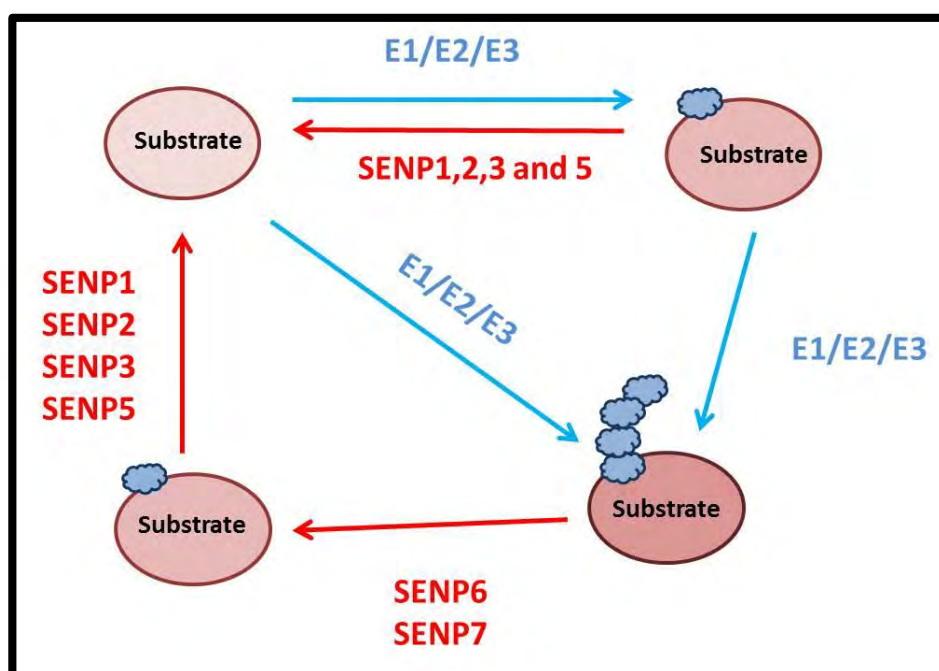 E1/E2/E3
Substrate
Substrate
SENP1,2,3 and 5
E1/E2/E3
SENP1
SENP2
SENP3
SENP5
E1/E2/E3
Substrate
Substrate
SENP6
SENP7